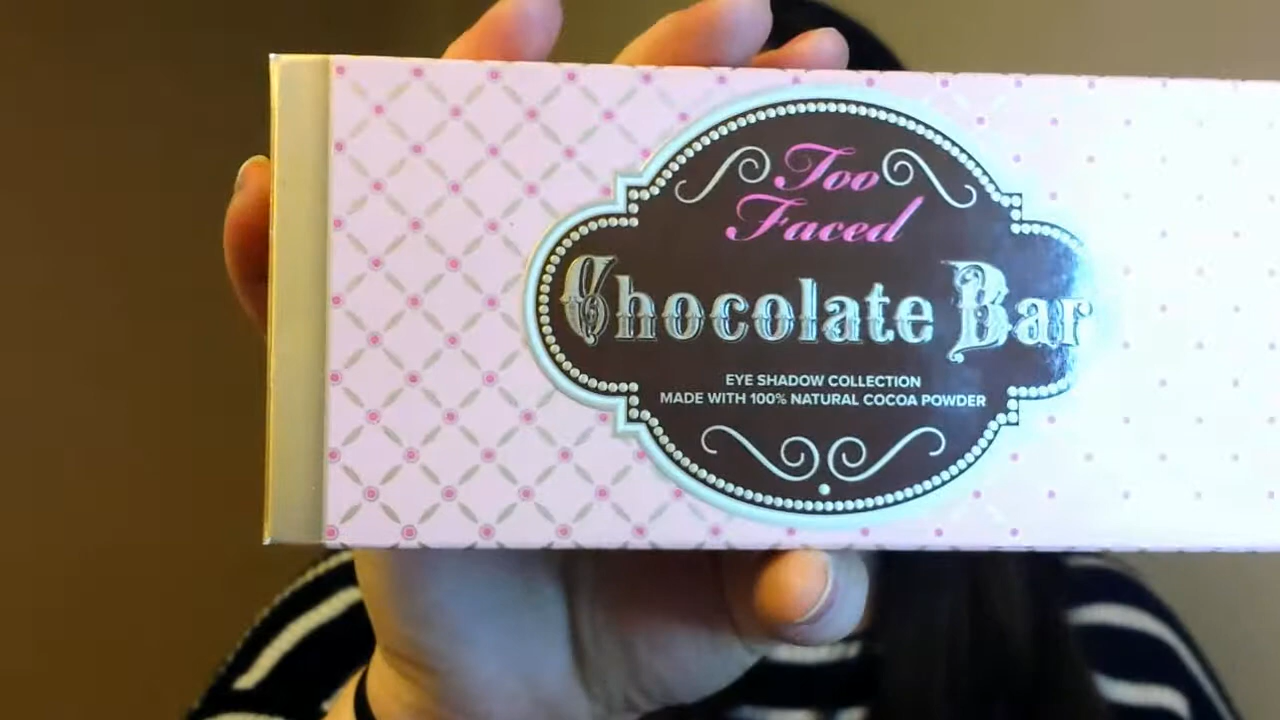 Too
Faced
Chocolate Bar
EYE SHADOW COLLECTION
MADE WITH 100% NATURAL COCOA POWDER